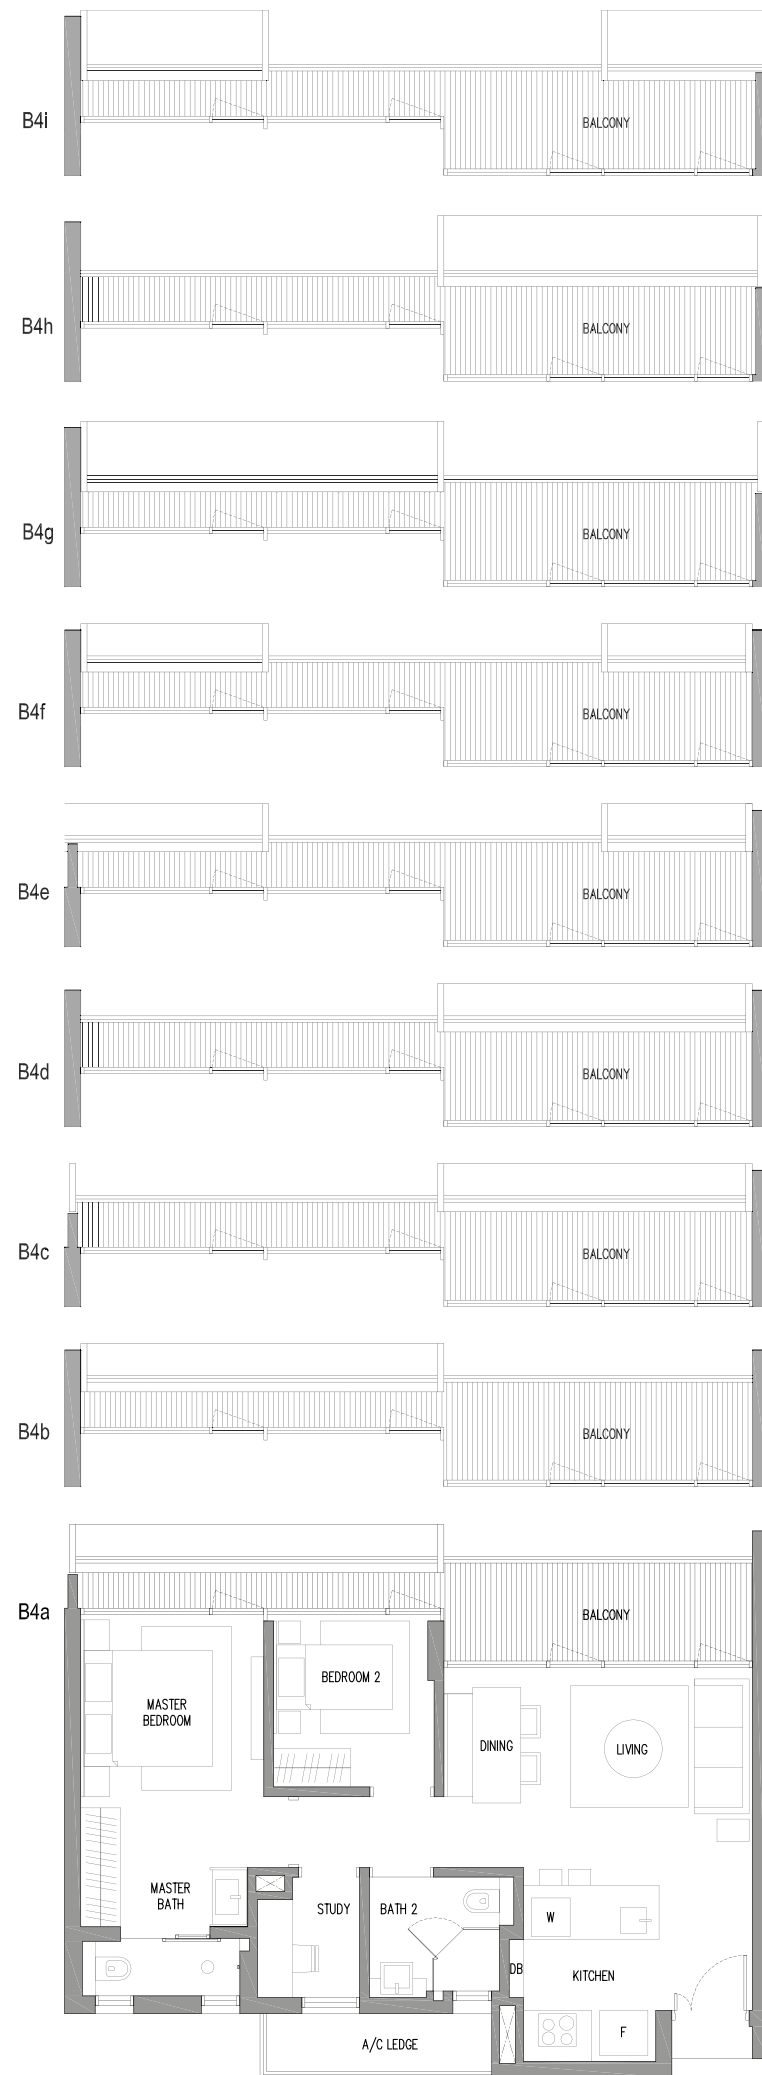 B4i
BALCONY
B4h
BALCONY
B4g
BALCONY
B4f
BALCONY
B4e
BALCONY
B4d
BALCONY
B4c
BALCONY
B4b
BALCONY
B4a
BALCONY
BEDROOM 2
MASTER
BEDROOM
DINING
LIVING
MASTER
BATH
STUDY
BATH 2
W
DB
KITCHEN
F
A/C LEDGE